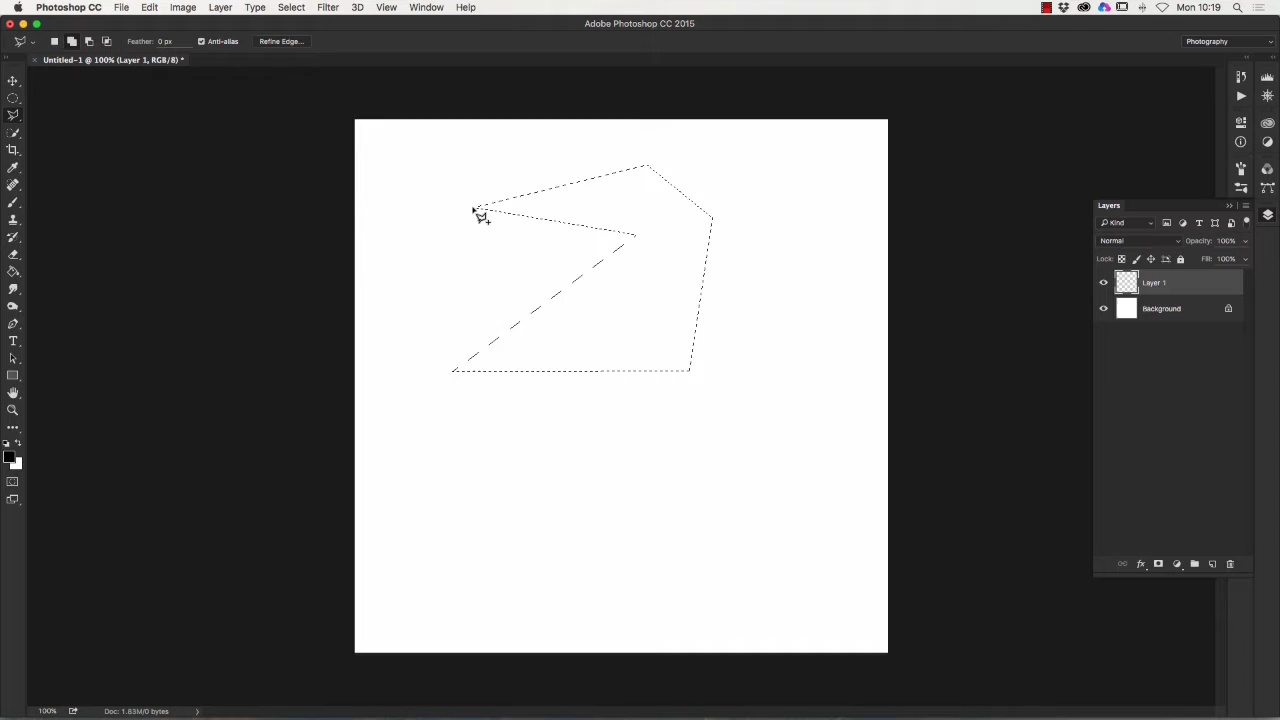 Photoshop CC File Edit Image Layer Type Select Filter 3D View Window Help Mon 10:19
Adobe Photoshop CC 2015
Feather: 0 px Anti-alias Refine Edge... Photography
Untitled-1 @ 100% (Layer 1, RGB/8) *
Layers
Kind
Normal Opacity: 100%
Lock: Fill: 100%
Layer 1
Background
fx
100% Doc: 1.83M/0 bytes